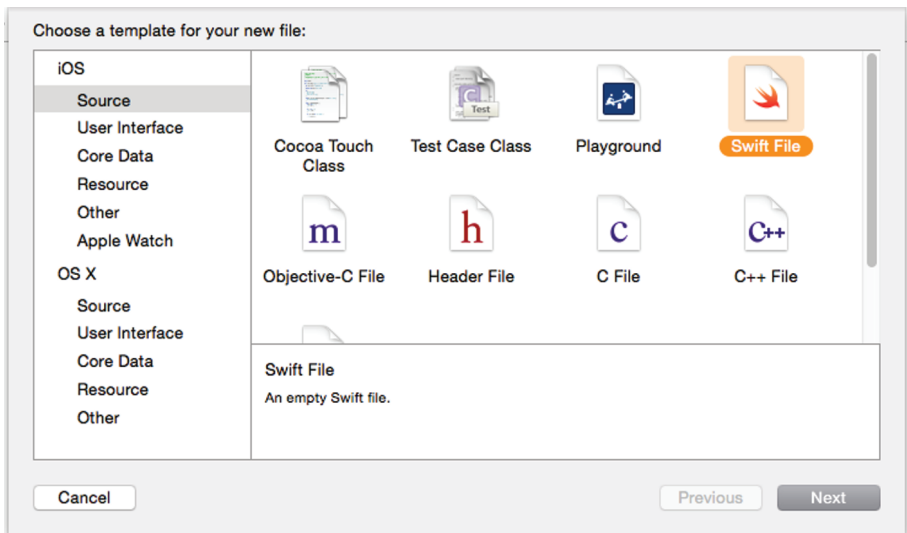 Choose a template for your new file:
iOS
Source
User Interface
Core Data
Resource
Other
Apple Watch
OS X
Source
User Interface
Core Data
Resource
Other
Cocoa Touch
Class
Test
Test Case Class
Playground
Swift File
m
Objective-C File
h
Header File
c
C File
C++
C++ File
Swift File
An empty Swift file.
Cancel
Previous
Next